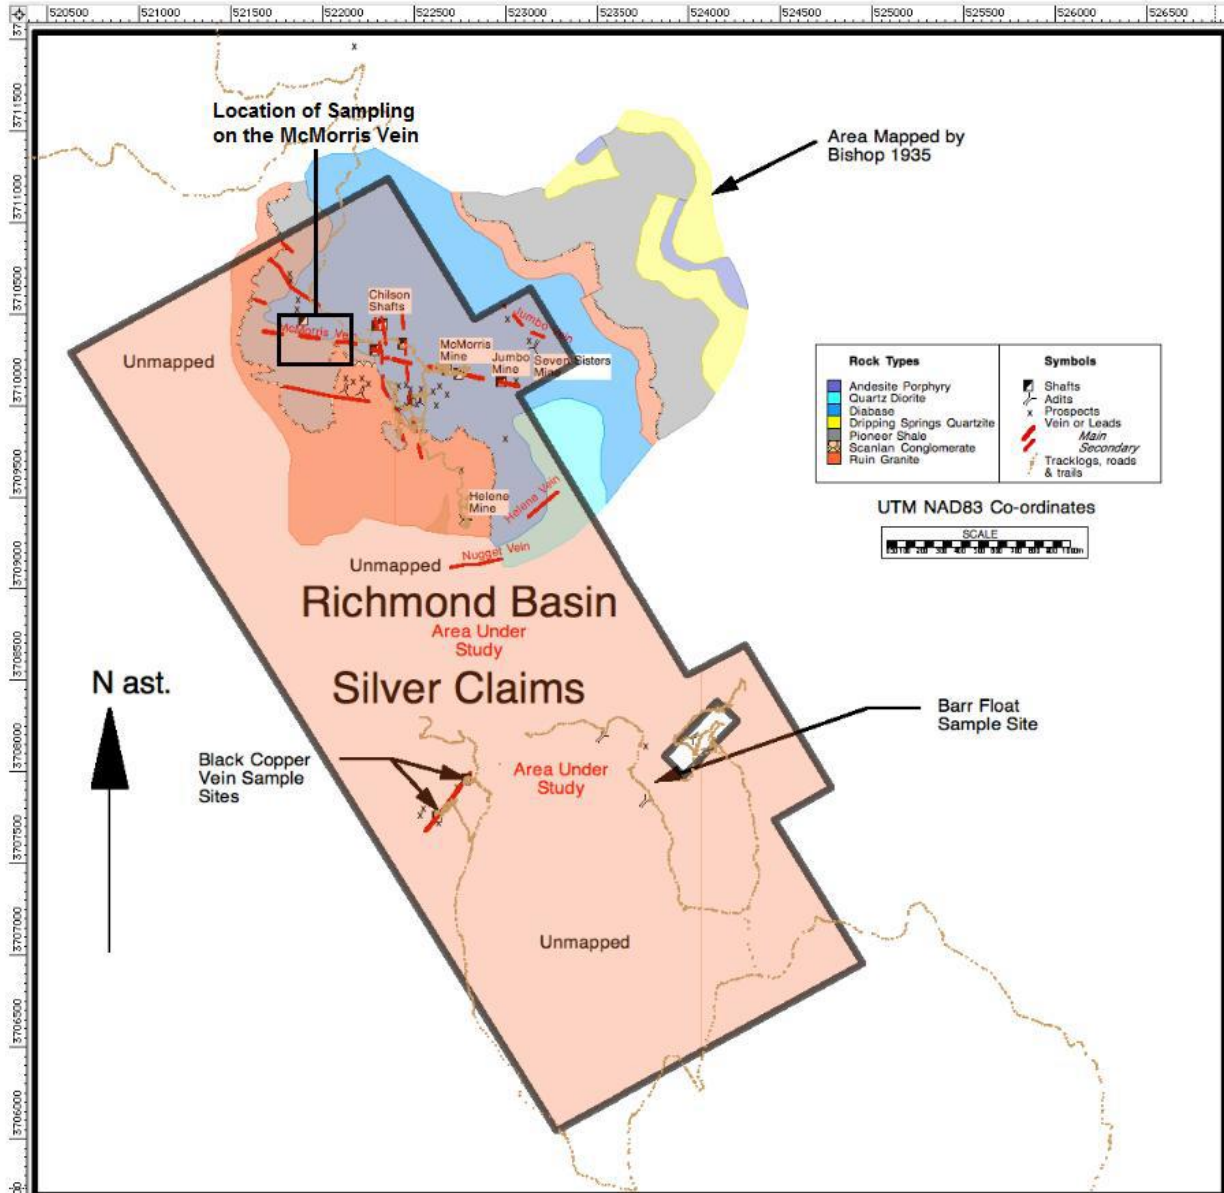 520500 521000 521500 522000 522500 523000 523500 524000 524500 525000 525500 526000 526500
3711500
3711000
3710500
3710000
3709500
3709000
3708500
3708000
3707500
3707000
3706500
3706000
Location of Sampling
on the McMorris Vein
Area Mapped by
Bishop 1935
Chilson
Shafts
Jumbo Vein
McMorris Ve
McMorris
Mine
Jumbo
Mine
Seven Sisters
Mine
Unmapped
Rock Types
Andesite Porphyry
Quartz Diorite
Diabase
Dripping Springs Quartzite
Pioneer Shale
Scanlan Conglomerate
Ruin Granite
Symbols
Shafts
Adits
Prospects
Vein or Leads
Main
Secondary
Tracklogs, roads
& trails
Helene
Mine
Helene Vein
UTM NAD83 Co-ordinates
SCALE
Nugget Vein
Unmapped
Richmond Basin
Area Under
Study
Silver Claims
N ast.
Barr Float
Sample Site
Black Copper
Vein Sample
Sites
Area Under
Study
Unmapped